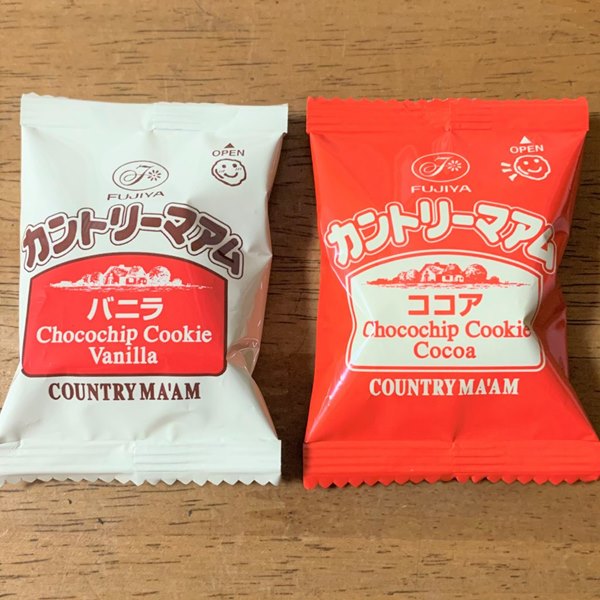 OPEN
FUJIYA
カントリーマアム
バニラ
Chocochip Cookie
Vanilla
COUNTRY MA'AM
OPEN
FUJIYA
カントリーマアム
ココア
Chocochip Cookie
Cocoa
COUNTRY MA'AM